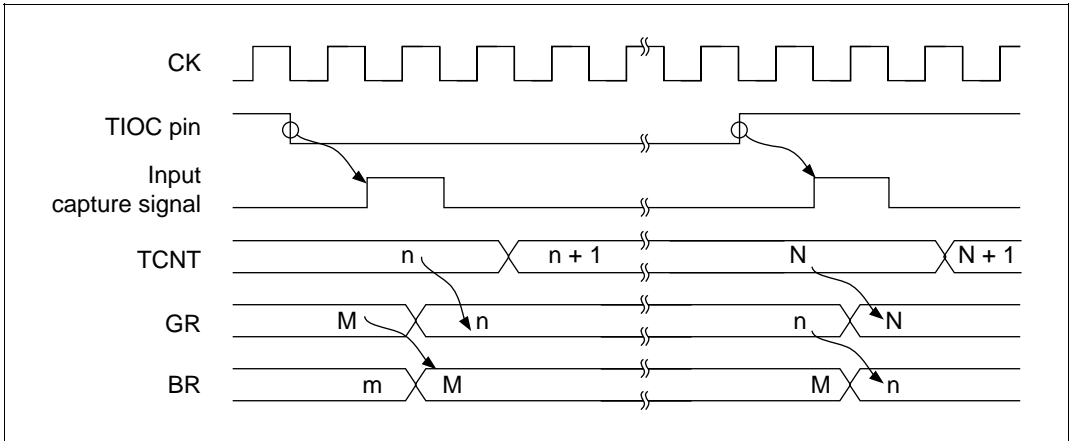 CK
TIOC pin
Input
capture signal
TCNT n n + 1 N N + 1
GR M n n N
BR m M M n